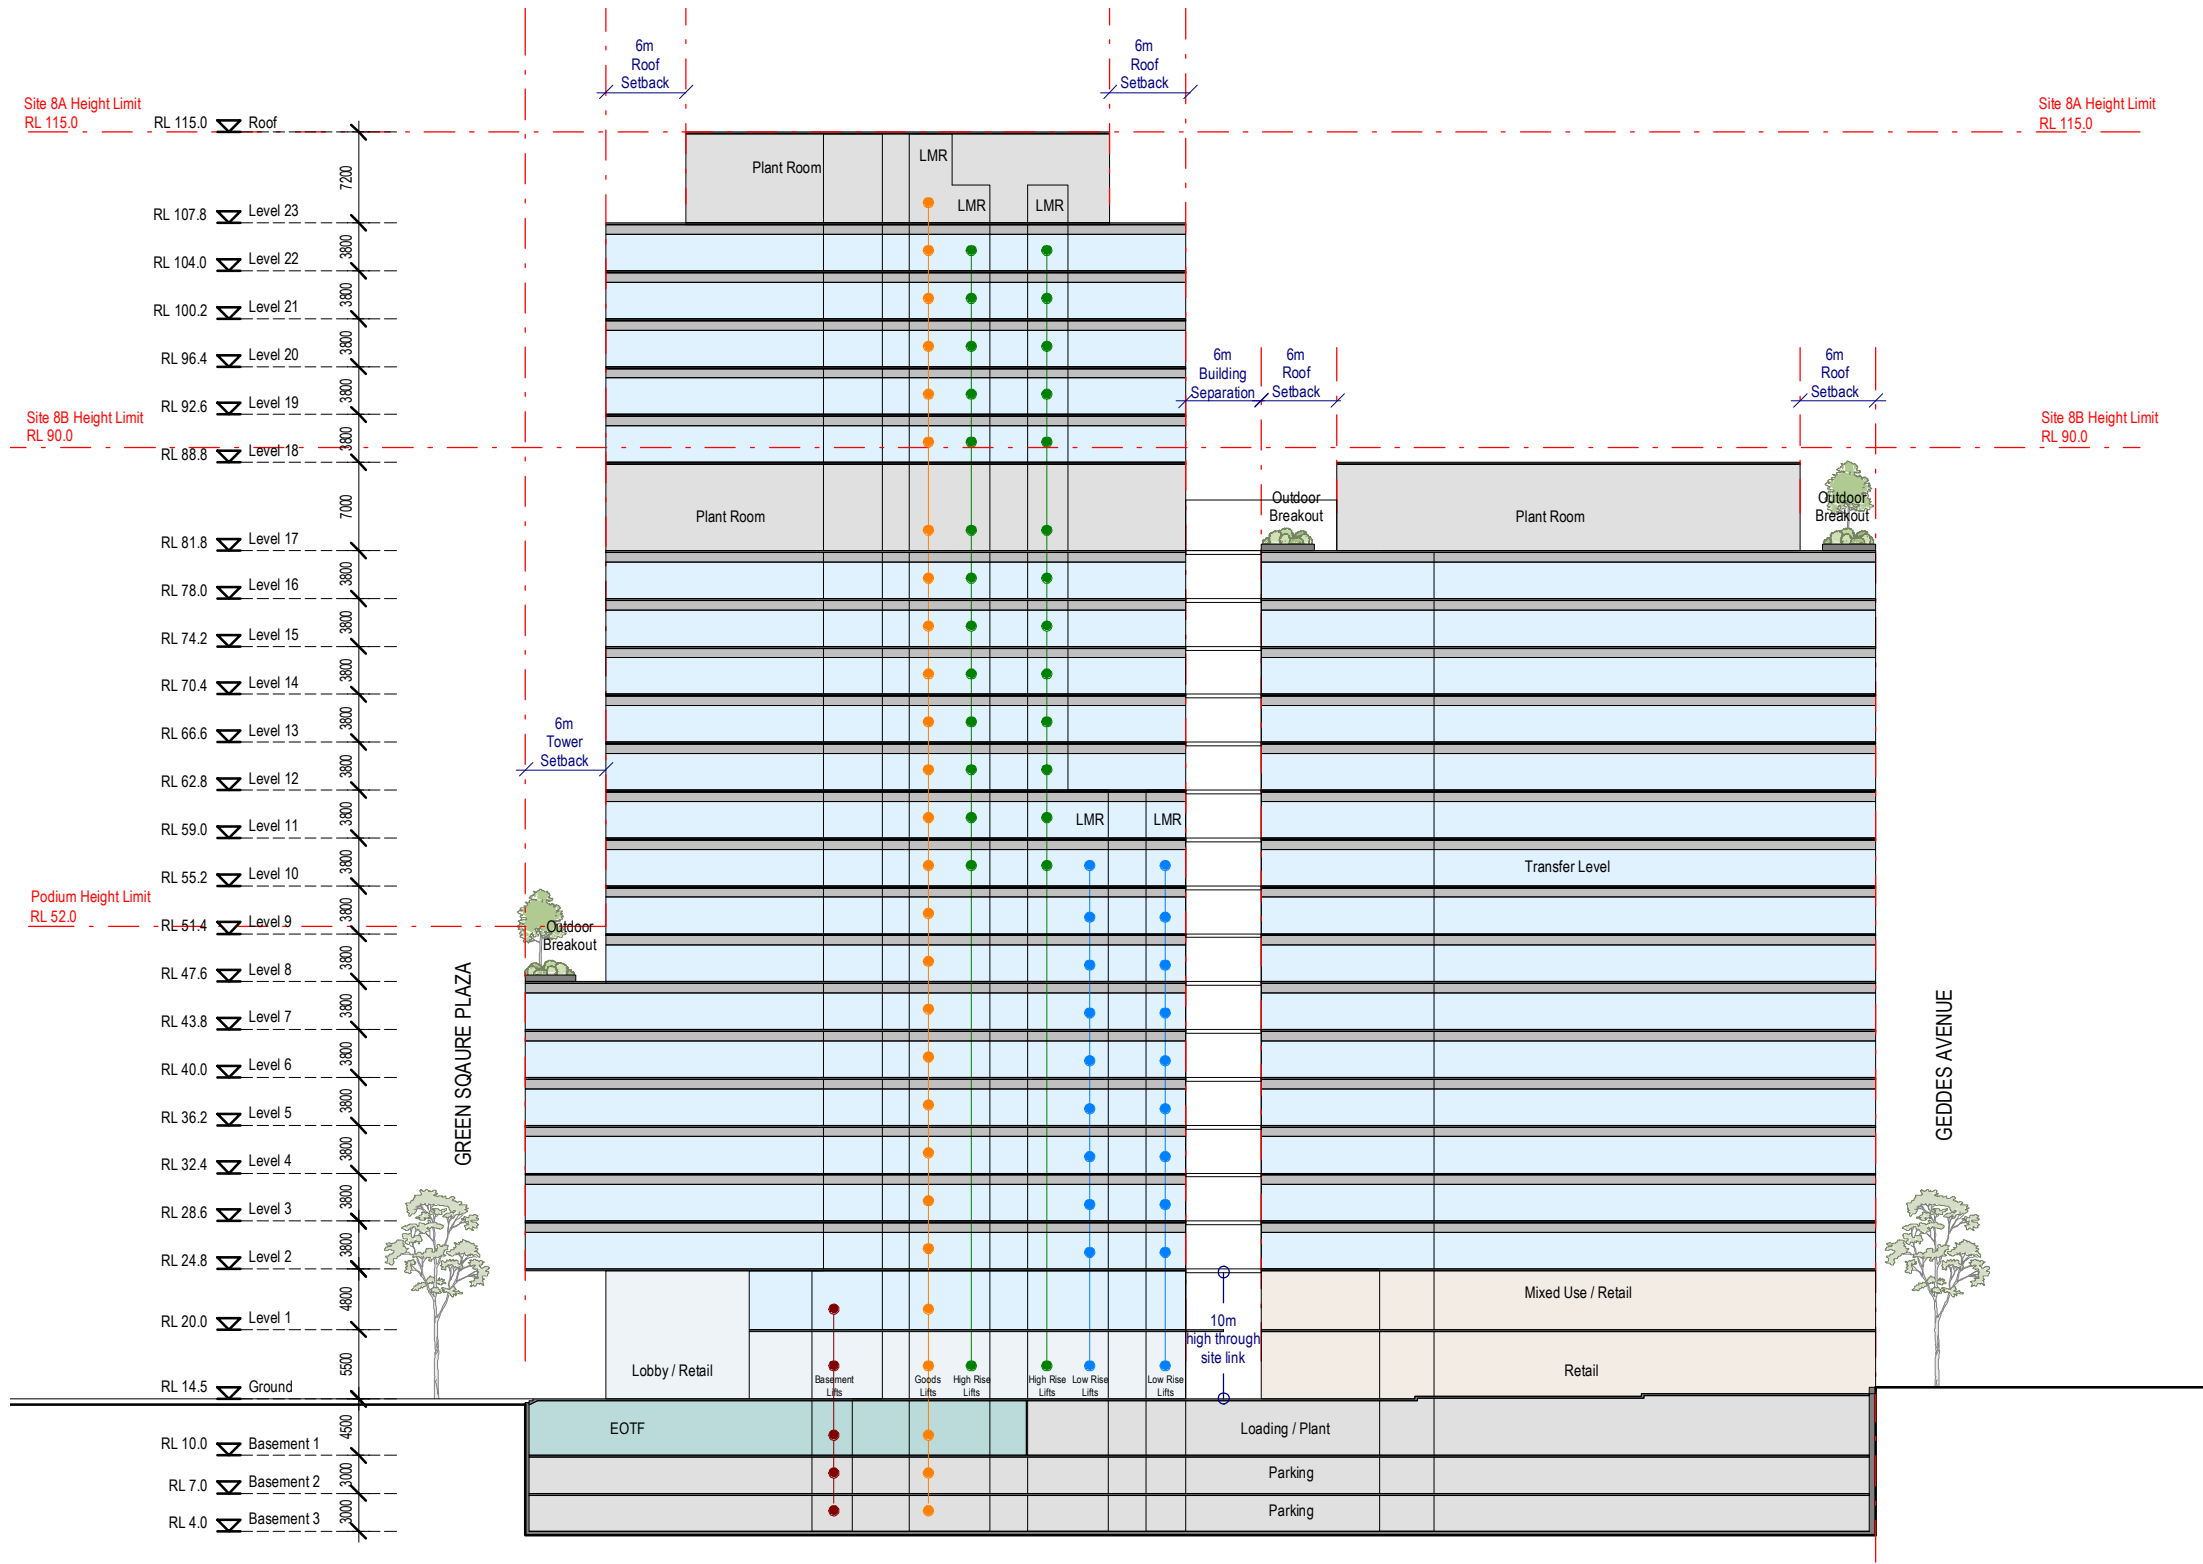 6m
Roof
Setback
6m
Roof
Setback
Site 8A Height Limit
RL 115.0
Site 8A Height Limit
RL 115.0
RL 115.0 Roof
7200
Plant Room
LMR
LMR
LMR
RL 107.8 Level 23
3800
RL 104.0 Level 22
3800
RL 100.2 Level 21
3800
RL 96.4 Level 20
3800
RL 92.6 Level 19
3800
RL 88.8 Level 18
6m
Building
Separation
6m
Roof
Setback
6m
Roof
Setback
Site 8B Height Limit
RL 90.0
Site 8B Height Limit
RL 90.0
7000
Plant Room
Outdoor
Breakout
Plant Room
Outdoor
Breakout
RL 81.8 Level 17
3800
RL 78.0 Level 16
3800
RL 74.2 Level 15
3800
RL 70.4 Level 14
3800
RL 66.6 Level 13
3800
6m
Tower
Setback
RL 62.8 Level 12
3800
RL 59.0 Level 11
LMR
LMR
3800
RL 55.2 Level 10
Transfer Level
Podium Height Limit
RL 52.0
3800
RL 51.4 Level 9
Outdoor
Breakout
3800
RL 47.6 Level 8
3800
RL 43.8 Level 7
3800
RL 40.0 Level 6
3800
RL 36.2 Level 5
3800
RL 32.4 Level 4
3800
RL 28.6 Level 3
3800
RL 24.8 Level 2
GREEN SQAURE PLAZA
GEDDES AVENUE
4800
RL 20.0 Level 1
Mixed Use / Retail
10m
high through
site link
5500
Lobby / Retail
Retail
Basement
Lifts
Goods
Lifts
High Rise
Lifts
High Rise
Lifts
Low Rise
Lifts
Low Rise
Lifts
RL 14.5 Ground
4500
EOTF
Loading / Plant
RL 10.0 Basement 1
3000
Parking
RL 7.0 Basement 2
3000
Parking
RL 4.0 Basement 3